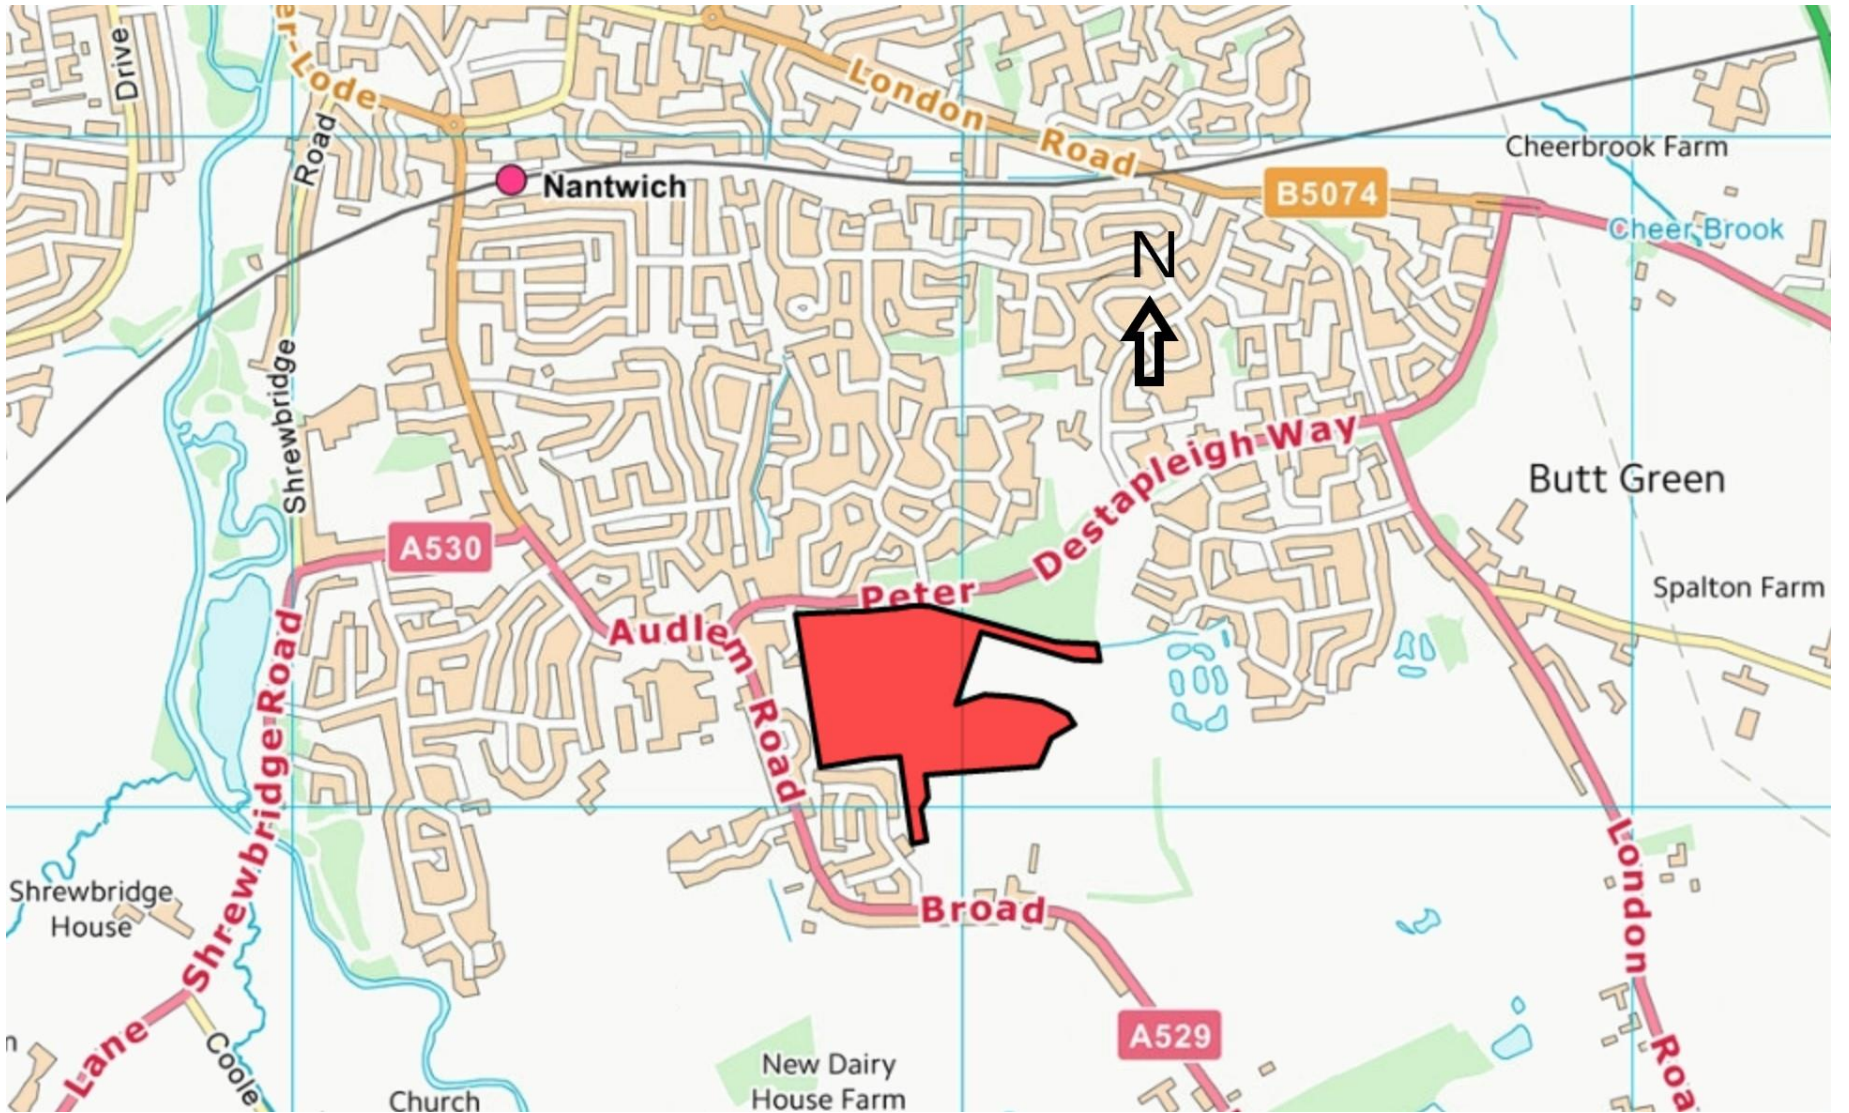 Drive
er-Lode
Road
London Road
Nantwich
B5074
Cheerbrook Farm
Cheer Brook
N
Shrewbridge
Destapleigh Way
Butt Green
A530
Peter
Spalton Farm
Audlem Road
Shrewbridge Road
London
Roa
Shrewbridge
House
Broad
A529
Lane
Coole
Church
New Dairy
House Farm
n